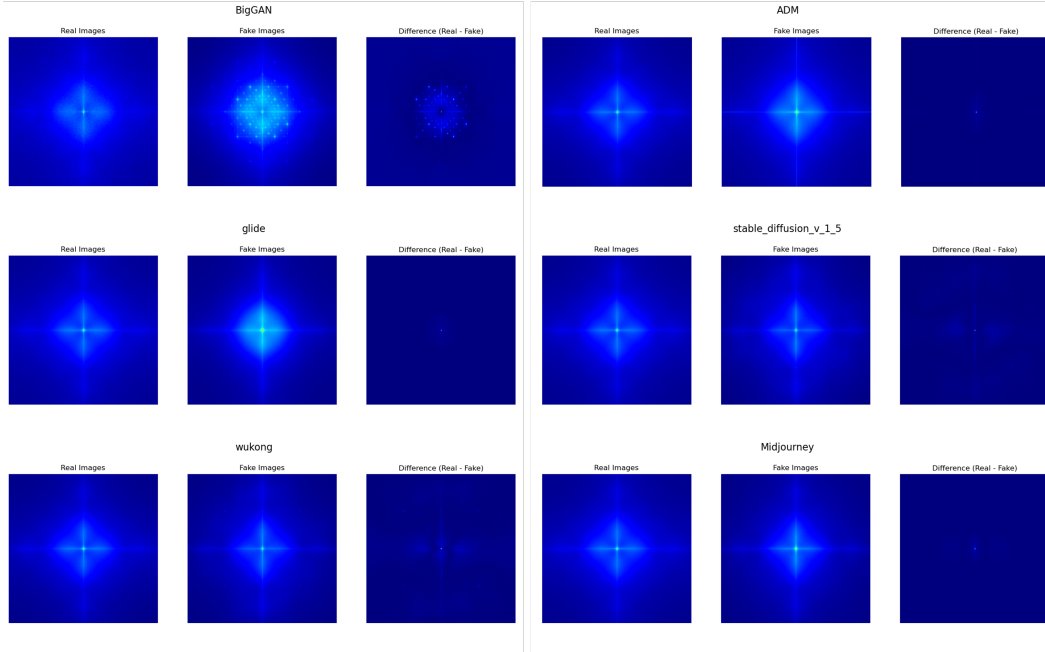 BigGAN
Real Images
Fake Images
Difference (Real - Fake)
ADM
Real Images
Fake Images
Difference (Real - Fake)
glide
Real Images
Fake Images
Difference (Real - Fake)
stable_diffusion_v_1_5
Real Images
Fake Images
Difference (Real - Fake)
wukong
Real Images
Fake Images
Difference (Real - Fake)
Midjourney
Real Images
Fake Images
Difference (Real - Fake)